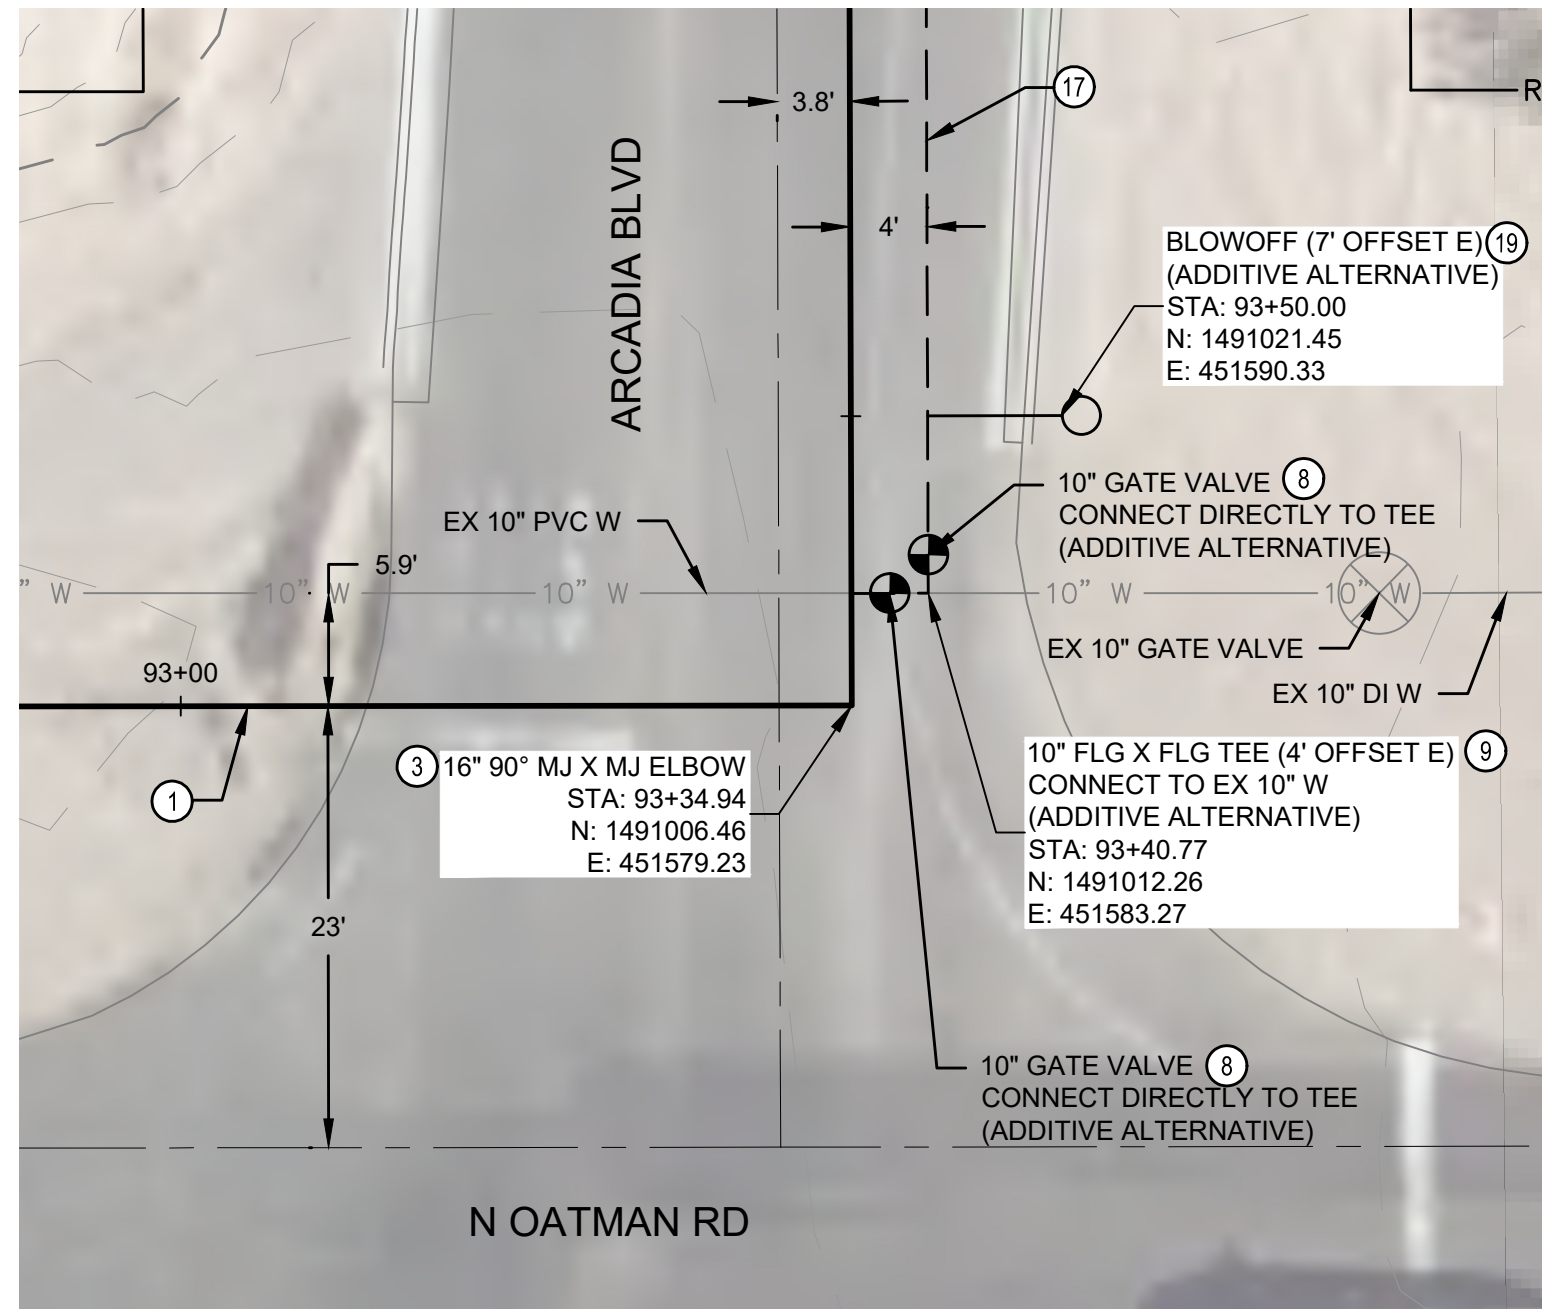 3.8'
17
R
ARCADIA BLVD
4'
BLOWOFF (7' OFFSET E) 19
(ADDITIVE ALTERNATIVE)
STA: 93+50.00
N: 1491021.45
E: 451590.33
10" GATE VALVE 8
CONNECT DIRECTLY TO TEE
(ADDITIVE ALTERNATIVE)
EX 10" PVC W
5.9'
" W 10" W 10" W 10" W 10" W
EX 10" GATE VALVE
93+00
EX 10" DI W
3 16" 90° MJ X MJ ELBOW
STA: 93+34.94
N: 1491006.46
E: 451579.23
1
10" FLG X FLG TEE (4' OFFSET E) 9
CONNECT TO EX 10" W
(ADDITIVE ALTERNATIVE)
STA: 93+40.77
N: 1491012.26
E: 451583.27
23'
10" GATE VALVE 8
CONNECT DIRECTLY TO TEE
(ADDITIVE ALTERNATIVE)
N OATMAN RD